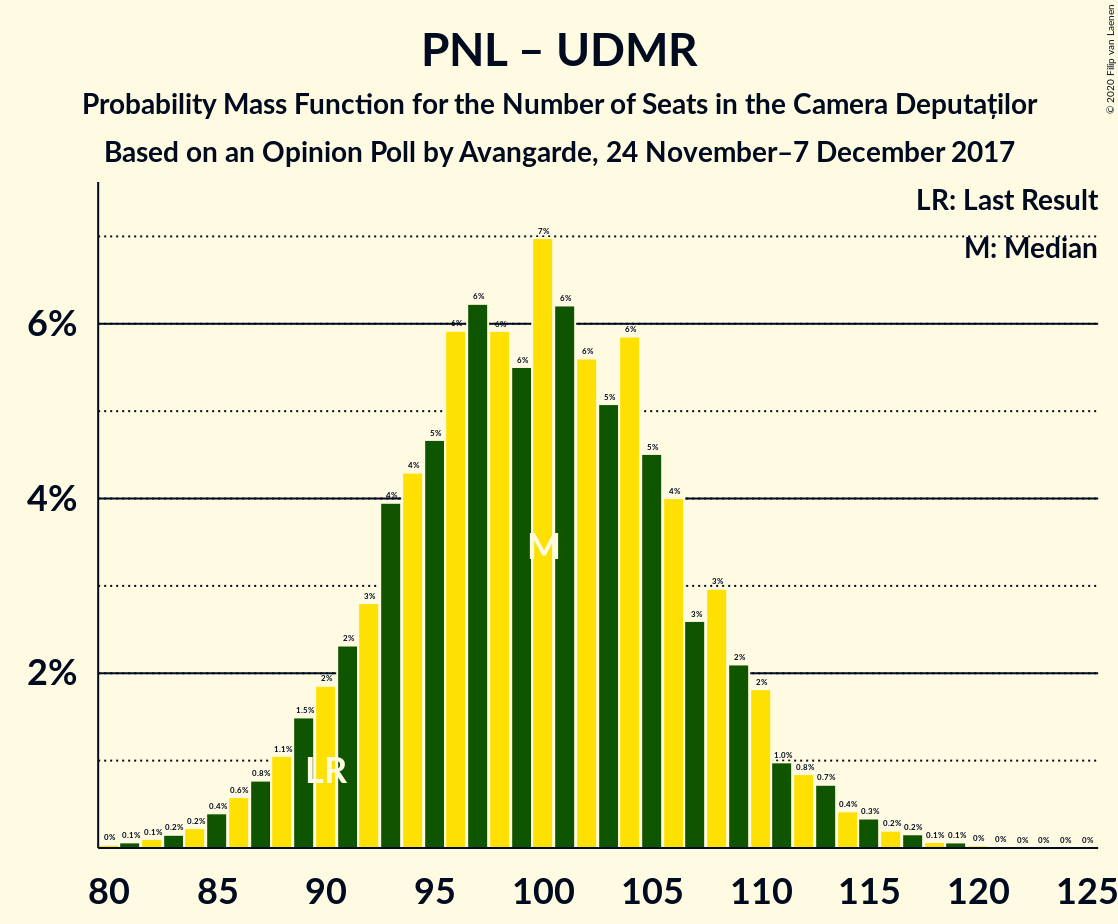 PNL – UDMR
Probability Mass Function for the Number of Seats in the Camera Deputaților
Based on an Opinion Poll by Avangarde, 24 November–7 December 2017
© 2020 Filip van Laenen
LR: Last Result
M: Median
6%
4%
2%
0% 0.1% 0.1% 0.2% 0.2% 0.4% 0.6% 0.8% 1.1% 1.5% 2% 2% 3% 4% 4% 5% 6% 6% 6% 6% 7% 6% 6% 5% 6% 5% 4% 3% 3% 2% 2% 1.0% 0.8% 0.7% 0.4% 0.3% 0.2% 0.2% 0.1% 0.1% 0% 0% 0% 0% 0% 0%
M
LR
80 85 90 95 100 105 110 115 120 125